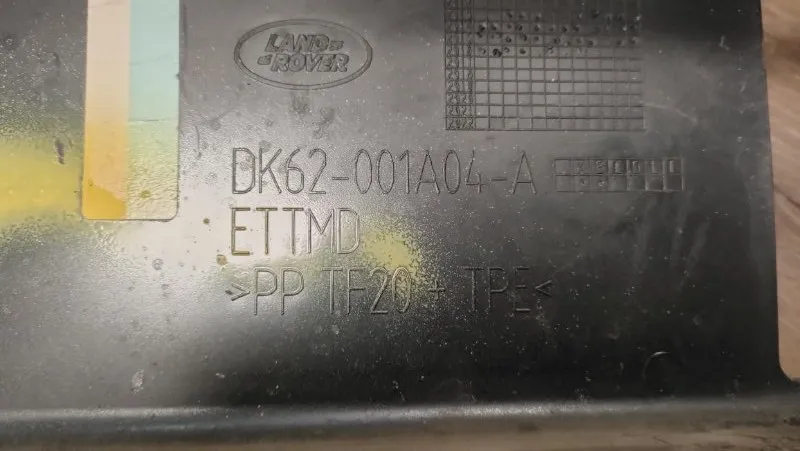 LAND-
-ROVER
DK62-001A04-A
ETTMD
>PP TF20 + TPE<